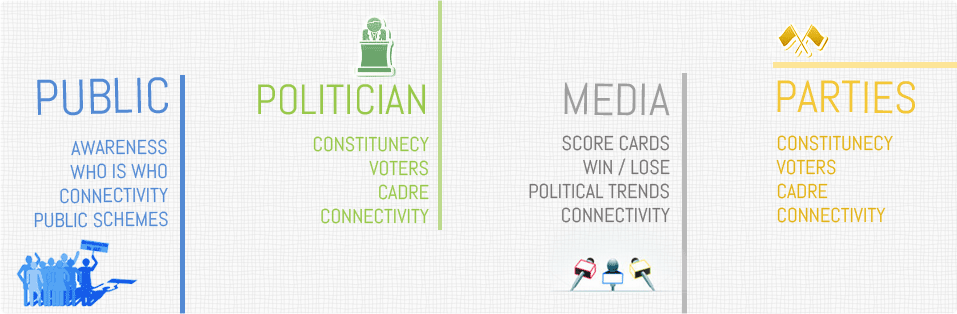 PUBLIC
AWARENESS
WHO IS WHO
CONNECTIVITY
PUBLIC SCHEMES
POLITICIAN
CONSTITUNECY
VOTERS
CADRE
CONNECTIVITY
MEDIA
SCORE CARDS
WIN / LOSE
POLITICAL TRENDS
CONNECTIVITY
PARTIES
CONSTITUNECY
VOTERS
CADRE
CONNECTIVITY